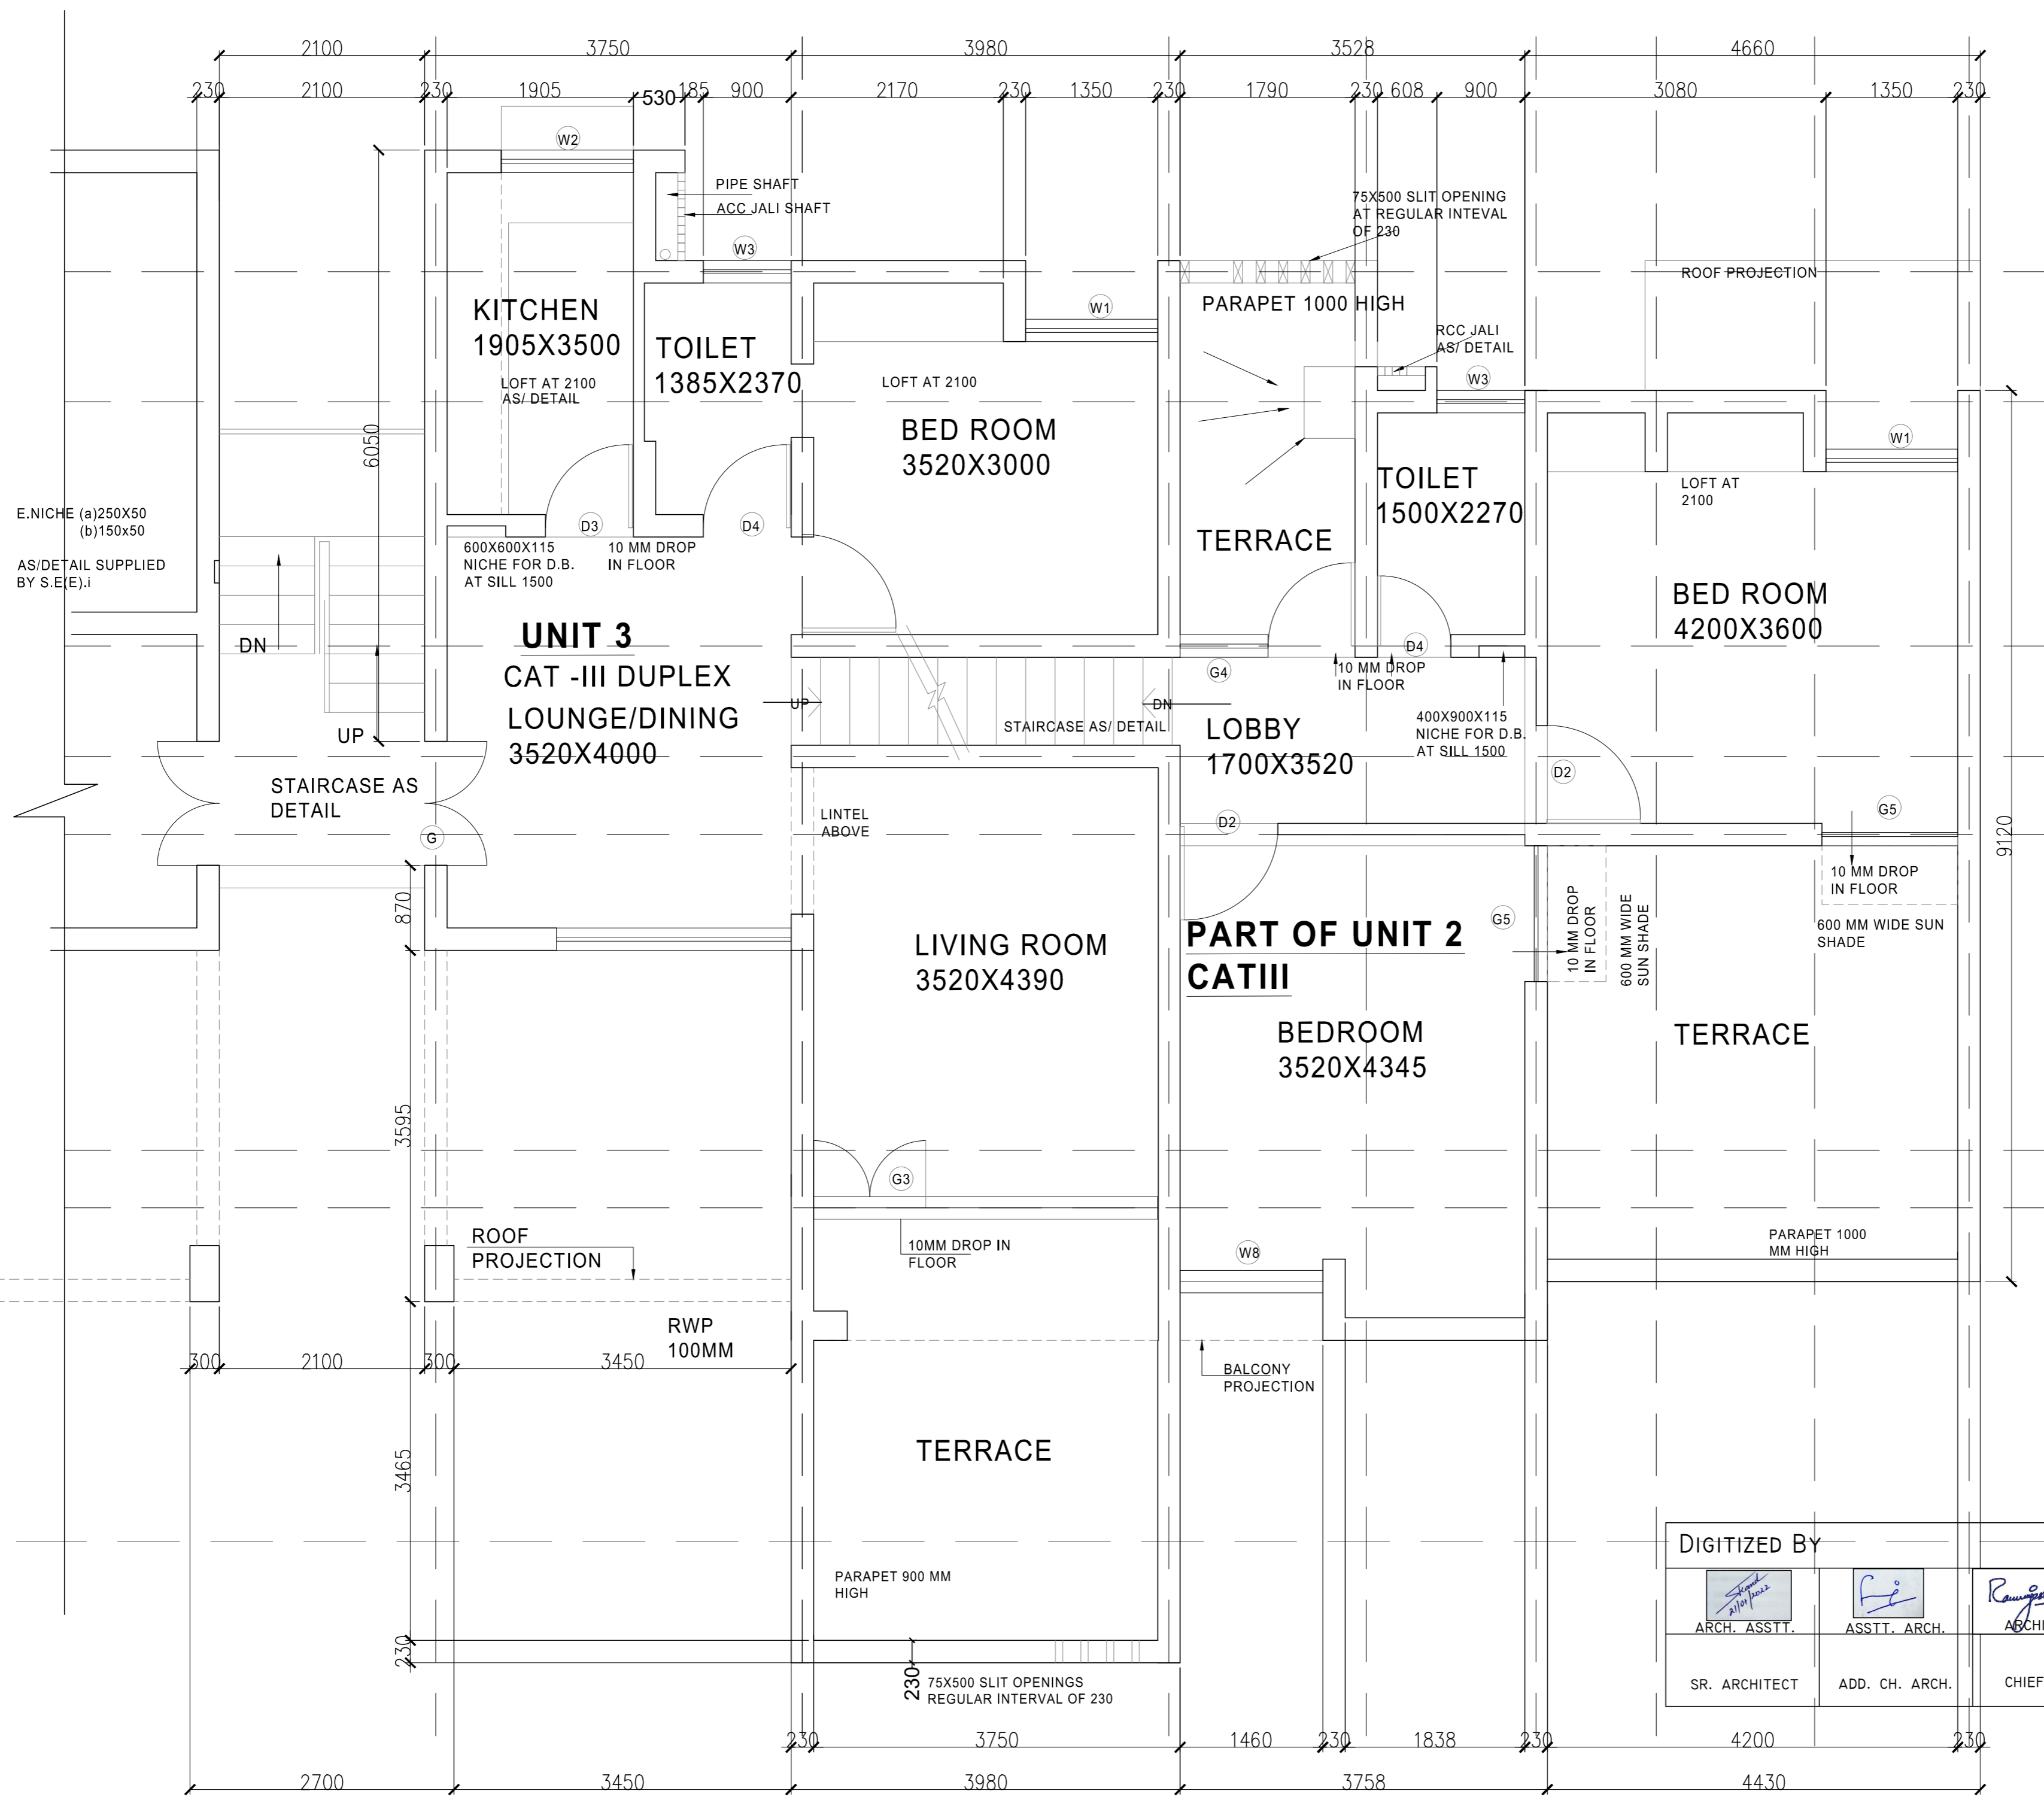 2100
3750
3980
3528
4660
230
2100
230
1905
530
185
900
2170
230
1350
230
1790
230
608
900
3080
1350
230
W2
PIPE SHAFT
ACC JALI SHAFT
W3
75X500 SLIT OPENING
AT REGULAR INTEVAL
OF 230
ROOF PROJECTION
KITCHEN
1905X3500
LOFT AT 2100
AS/ DETAIL
TOILET
1385X2370
W1
PARAPET 1000 HIGH
RCC JALI
AS/ DETAIL
W3
LOFT AT 2100
BED ROOM
3520X3000
6050
W1
TOILET
1500X2270
LOFT AT
2100
E.NICHE (a)250X50
(b)150x50
AS/DETAIL SUPPLIED
BY S.E(E).i
D3
D4
TERRACE
600X600X115
NICHE FOR D.B.
AT SILL 1500
10 MM DROP
IN FLOOR
BED ROOM
4200X3600
DN
UNIT 3
CAT -III DUPLEX
LOUNGE/DINING
3520X4000
UP
UP
DN
STAIRCASE AS/ DETAIL
G4
D4
10 MM DROP
IN FLOOR
LOBBY
1700X3520
400X900X115
NICHE FOR D.B.
AT SILL 1500
D2
STAIRCASE AS
DETAIL
G
LINTEL
ABOVE
D2
G5
9120
10 MM DROP
IN FLOOR
870
LIVING ROOM
3520X4390
PART OF UNIT 2
CATIII
G5
10 MM DROP
IN FLOOR
600 MM WIDE
SUN SHADE
600 MM WIDE SUN
SHADE
BEDROOM
3520X4345
TERRACE
3595
G3
ROOF
PROJECTION
10MM DROP IN
FLOOR
W8
PARAPET 1000
MM HIGH
RWP
100MM
300
2100
300
3450
BALCONY
PROJECTION
3465
TERRACE
PARAPET 900 MM
HIGH
DIGITIZED BY
21/01/2022
ARCH. ASSTT.
ASSTT. ARCH.
ARCHI
SR. ARCHITECT
ADD. CH. ARCH.
CHIEF
230
230
75X500 SLIT OPENINGS
REGULAR INTERVAL OF 230
230
3750
1460
230
1838
230
4200
230
2700
3450
3980
3758
4430